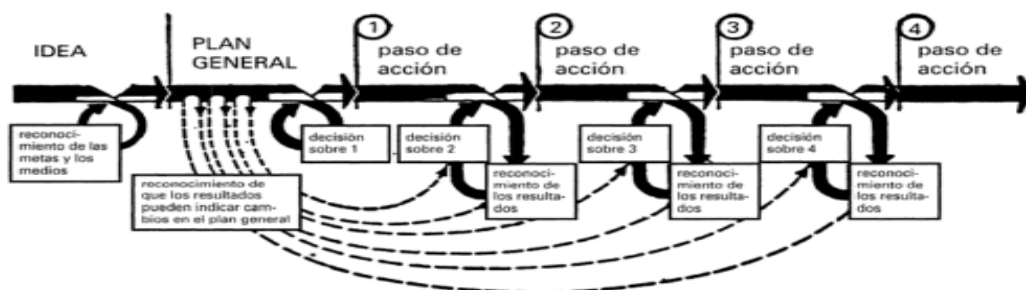 IDEA
PLAN
GENERAL
1
paso de
acción
2
paso de
acción
3
paso de
acción
4
paso de
acción
reconoci-
miento de las
metas y los
medios
decisión
sobre 1
decisión
sobre 2
decisión
sobre 3
decisión
sobre 4
reconocimiento de
que los resultados
pueden indicar cam-
bios en el plan general
reconoci-
miento de
los resulta-
dos
reconoci-
miento de
los resulta-
dos
reconoci-
miento de
los resulta-
dos